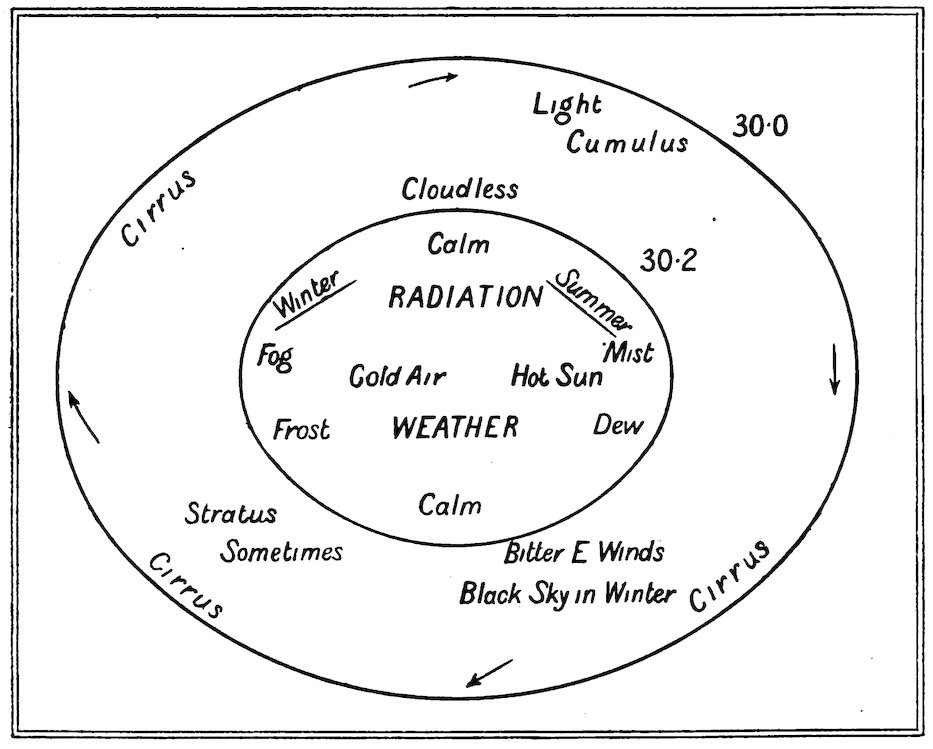 Light
Cumulus
30·0
Cirrus
Cloudless
Calm
30·2
Winter
RADIATION
Summer
Fog
Mist
Cold Air
Hot Sun
Frost
WEATHER
Dew
Calm
Stratus
Sometimes
Bitter E Winds
Black Sky in Winter
Cirrus
Cirrus